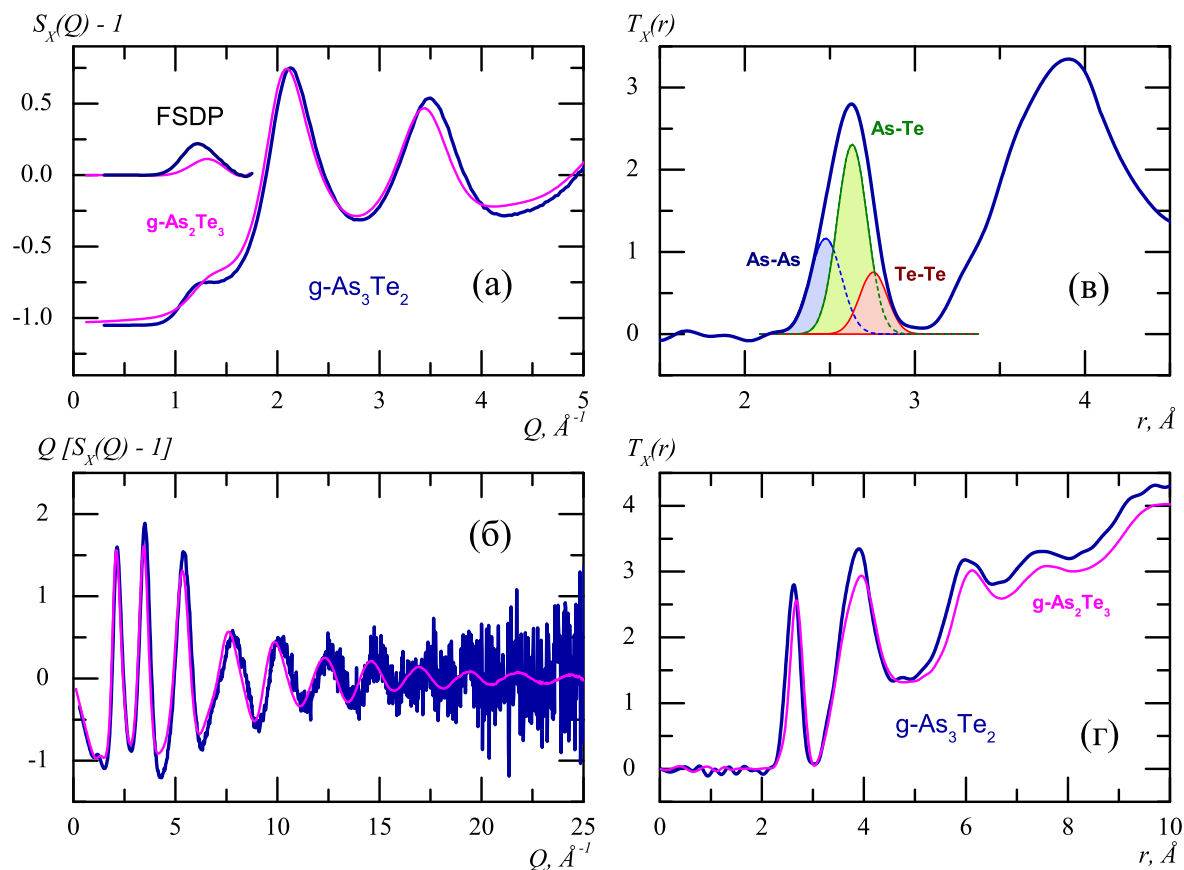 S_X(Q) - 1
0.5
0.0
-0.5
-1.0
FSDP
g-As₂Te₃
g-As₃Te₂
(а)
0 1 2 3 4 5
Q, Å⁻¹
T_X(r)
3
2
1
0
As-Te
As-As
Te-Te
(в)
2 3 4
r, Å
Q [S_X(Q) - 1]
2
1
0
-1
(б)
0 5 10 15 20 25
Q, Å⁻¹
T_X(r)
4
3
2
1
0
g-As₂Te₃
g-As₃Te₂
(г)
0 2 4 6 8 10
r, Å